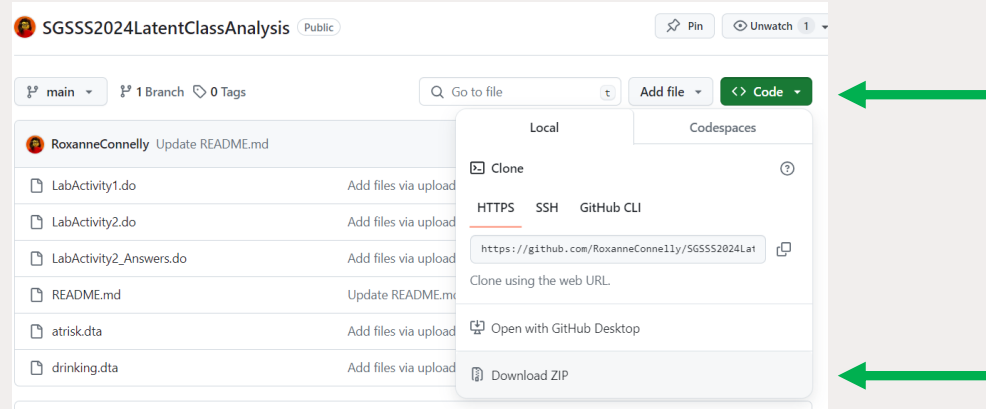 SGSSS2024LatentClassAnalysis Public
Pin
Unwatch 1
main
1 Branch
0 Tags
Go to file t
Add file
<> Code
RoxanneConnelly Update README.md
LabActivity1.do Add files via upload
LabActivity2.do Add files via upload
LabActivity2_Answers.do Add files via upload
README.md Update README.md
atrisk.dta Add files via upload
drinking.dta Add files via upload
Local Codespaces
Clone
HTTPS SSH GitHub CLI
https://github.com/RoxanneConnelly/SGSSS2024Lat
Clone using the web URL.
Open with GitHub Desktop
Download ZIP